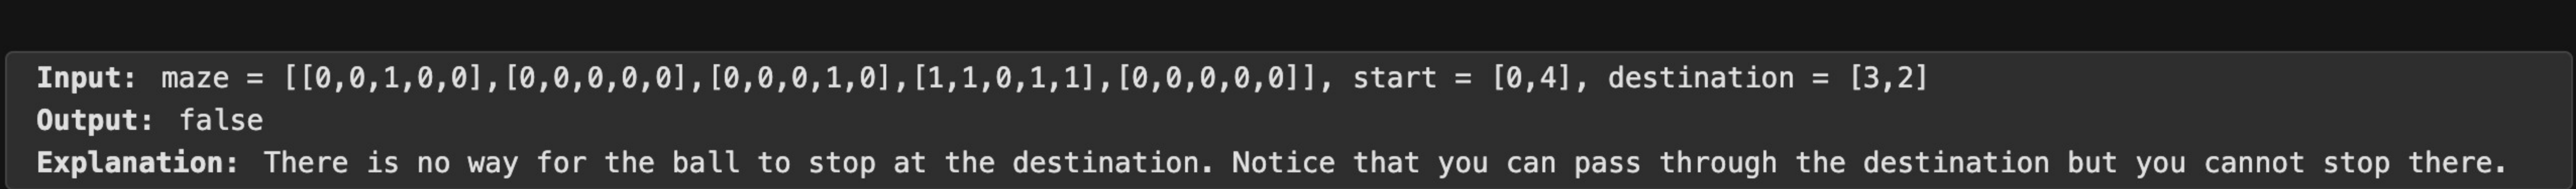 Input: maze = [[0,0,1,0,0],[0,0,0,0,0],[0,0,0,1,0],[1,1,0,1,1],[0,0,0,0,0]], start = [0,4], destination = [3,2]
Output: false
Explanation: There is no way for the ball to stop at the destination. Notice that you can pass through the destination but you cannot stop there.